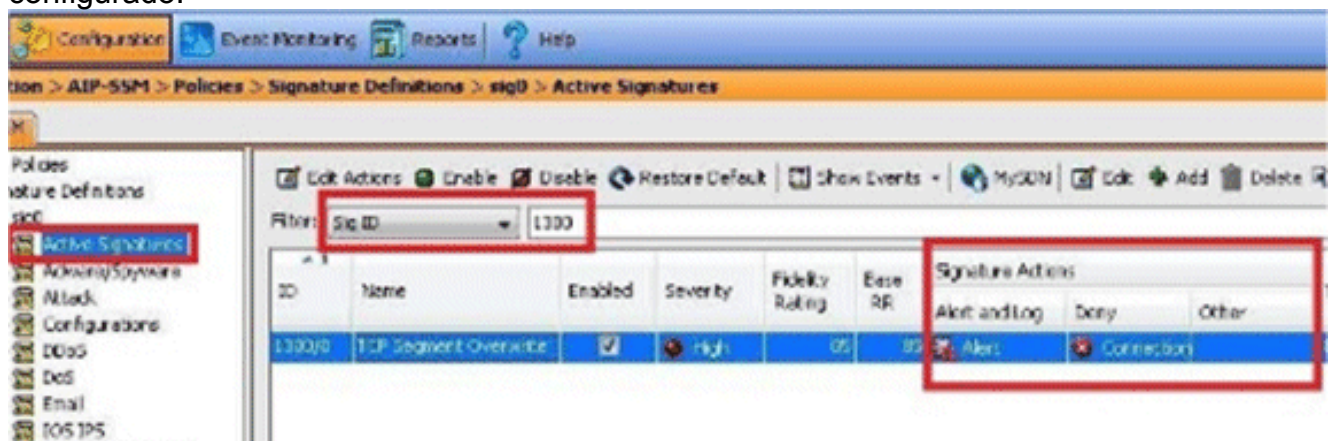 configurado.
Configuration Event Monitoring Reports Help
tion > AIP-SSM > Policies > Signature Definitions > sig0 > Active Signatures
Policies
nature Definitions
sig0
Active Signatures
Adware/Spyware
Attack
Configurations
DDoS
DoS
Email
IOS IPS
Edit Actions Enable Disable Restore Default Show Events MySDN Edit Add Delete
Filter: Sig ID 1300
ID Name Enabled Severity Fidelity Rating Base RR Signature Actions
Alert and Log Deny Other
1300/0 TCP Segment Overwrite High 85 Alert Connection